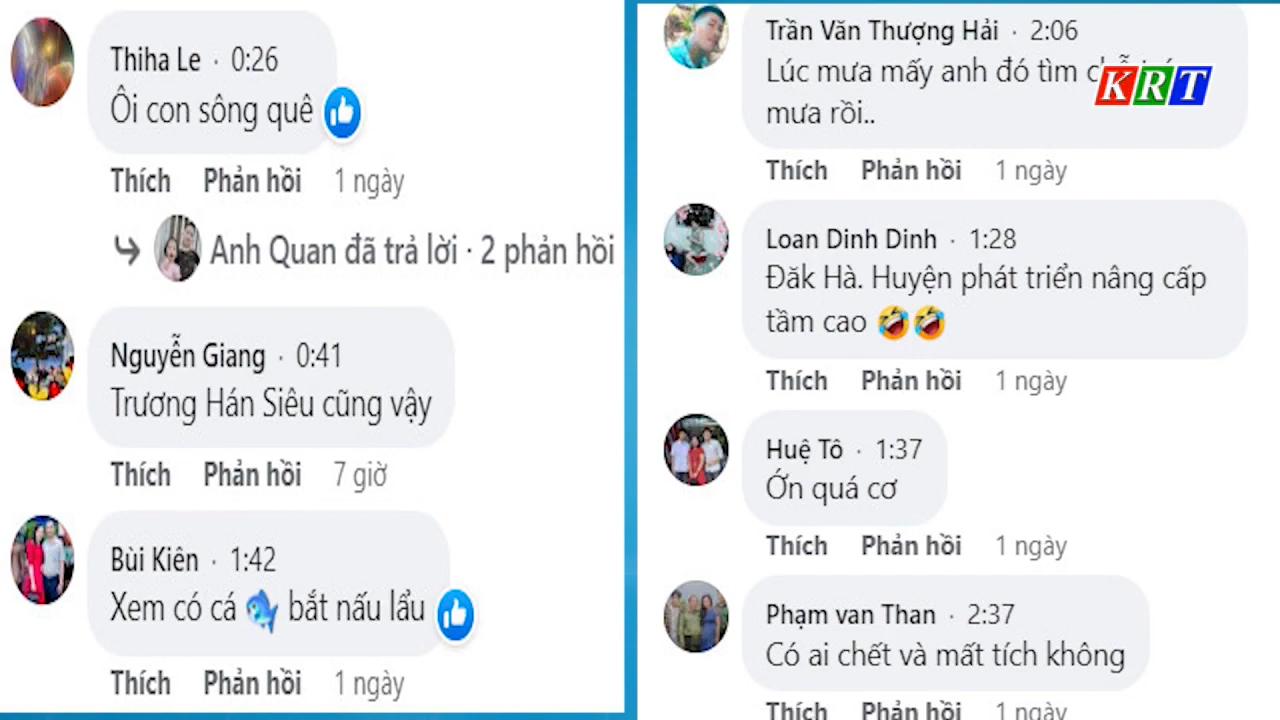 Thiha Le · 0:26
Ôi con sông quê
Thích Phản hồi 1 ngày
Anh Quan đã trả lời · 2 phản hồi
Nguyễn Giang · 0:41
Trương Hán Siêu cũng vậy
Thích Phản hồi 7 giờ
Bùi Kiên · 1:42
Xem có cá 🐟 bắt nấu lẩu
Thích Phản hồi 1 ngày
Trần Văn Thượng Hải · 2:06
Lúc mưa mấy anh đó tìm
mưa rồi..
KRT
Thích Phản hồi 1 ngày
Loan Dinh Dinh · 1:28
Đăk Hà. Huyện phát triển nâng cấp
tầm cao 🤣🤣
Thích Phản hồi 1 ngày
Huệ Tô · 1:37
Ớn quá cơ
Thích Phản hồi 1 ngày
Phạm van Than · 2:37
Có ai chết và mất tích không
Thích Phản hồi 1 ngày